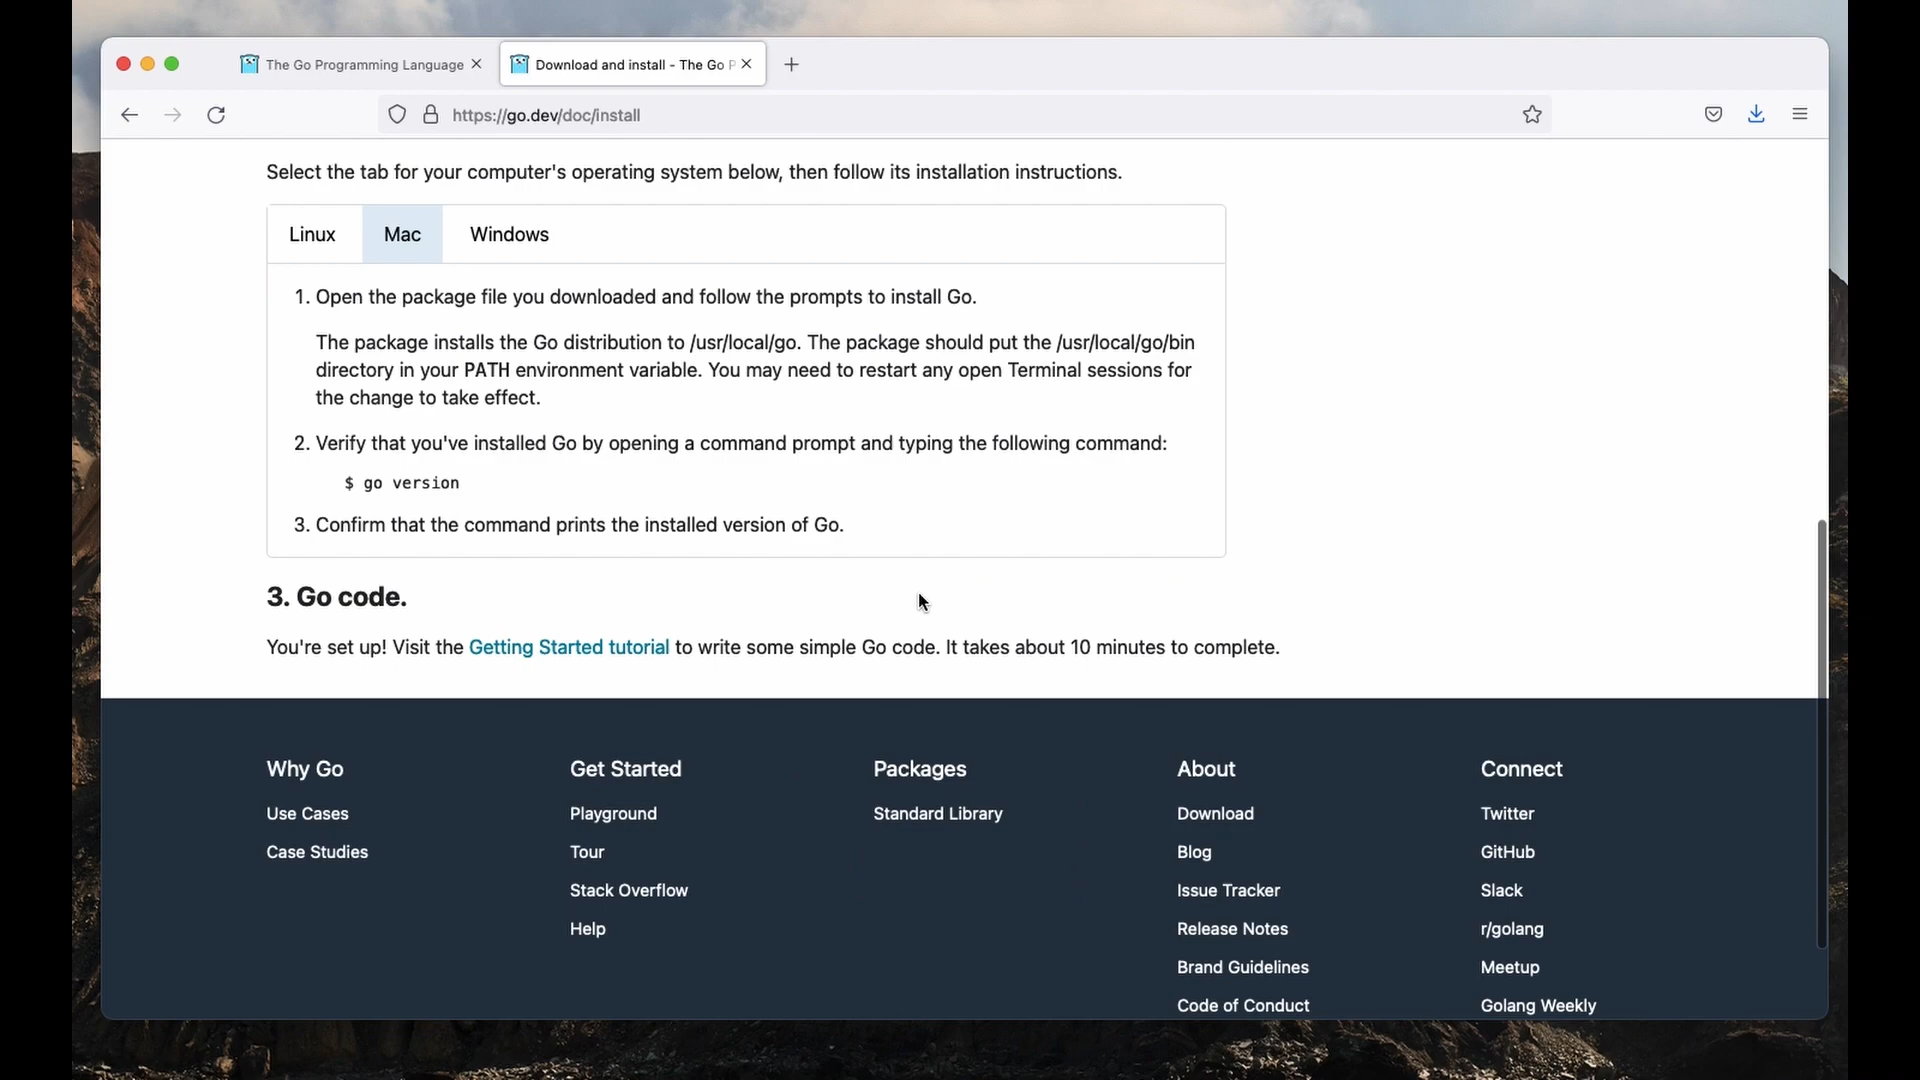 The Go Programming Language
Download and install - The Go P
https://go.dev/doc/install
Select the tab for your computer's operating system below, then follow its installation instructions.
Linux Mac Windows
1. Open the package file you downloaded and follow the prompts to install Go.
The package installs the Go distribution to /usr/local/go. The package should put the /usr/local/go/bin
directory in your PATH environment variable. You may need to restart any open Terminal sessions for
the change to take effect.
2. Verify that you've installed Go by opening a command prompt and typing the following command:
$ go version
3. Confirm that the command prints the installed version of Go.
3. Go code.
You're set up! Visit the Getting Started tutorial to write some simple Go code. It takes about 10 minutes to complete.
Why Go
Use Cases
Case Studies
Get Started
Playground
Tour
Stack Overflow
Help
Packages
Standard Library
About
Download
Blog
Issue Tracker
Release Notes
Brand Guidelines
Code of Conduct
Connect
Twitter
GitHub
Slack
r/golang
Meetup
Golang Weekly